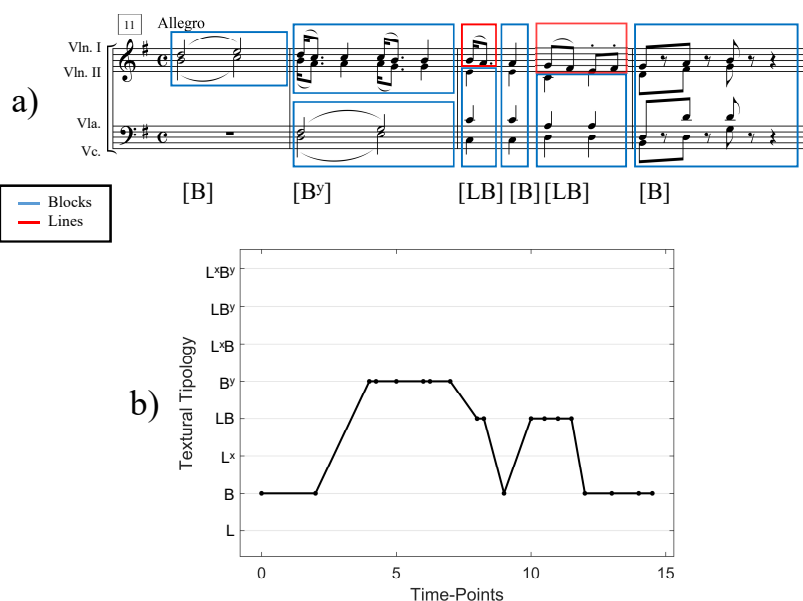 11 Allegro
Vln. I
Vln. II
a)
Vla.
Vc.
[B] [Bʸ] [LB] [B] [LB] [B]
Blocks
Lines
b)
Textural Typology
LˣBʸ
LBʸ
LˣB
Bʸ
LB
Lˣ
B
L
0 5 10 15
Time-Points